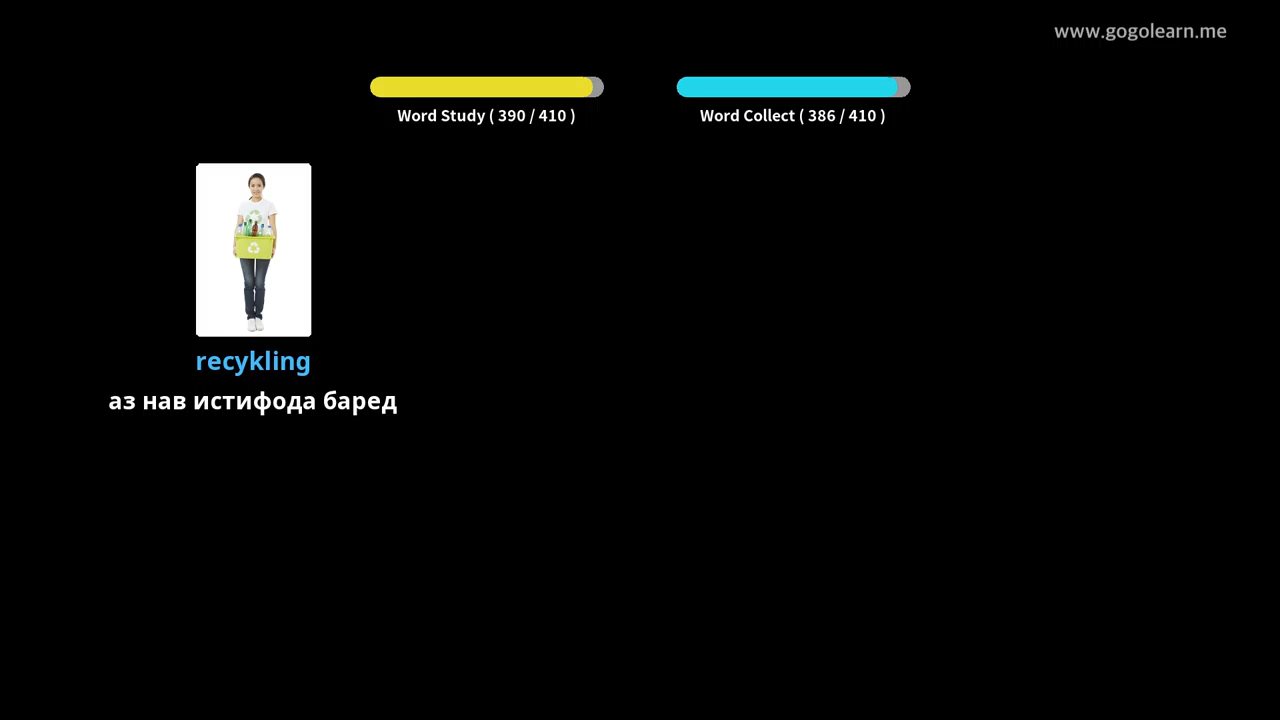 www.gogolearn.me
Word Study ( 390 / 410 )
Word Collect ( 386 / 410 )
recykling
аз нав истифода баред